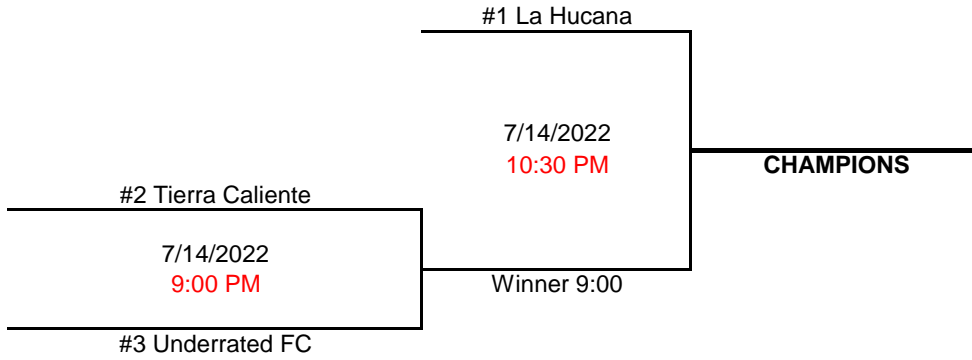 #1 La Hucana
7/14/2022
10:30 PM
CHAMPIONS
#2 Tierra Caliente
7/14/2022
9:00 PM
Winner 9:00
#3 Underrated FC